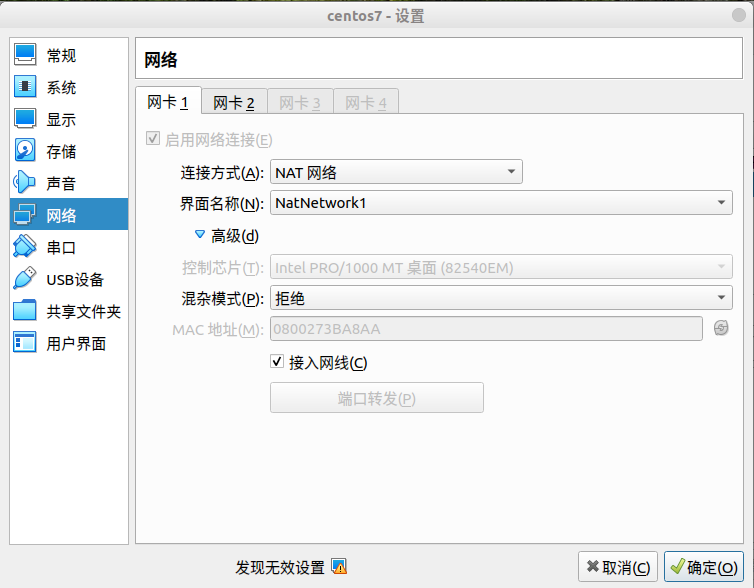 centos7 - 设置
常规
系统
显示
存储
声音
网络
串口
USB设备
共享文件夹
用户界面
网络
网卡 1 网卡 2 网卡 3 网卡 4
启用网络连接(E)
连接方式(A): NAT 网络
界面名称(N): NatNetwork1
高级(d)
控制芯片(T): Intel PRO/1000 MT 桌面 (82540EM)
混杂模式(P): 拒绝
MAC 地址(M): 0800273BA8AA
接入网线(C)
端口转发(P)
发现无效设置
取消(C) 确定(O)